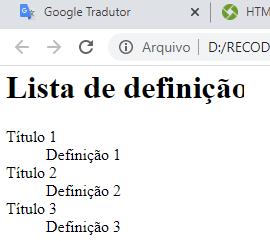 Google Tradutor
HTM
Arquivo D:/RECOD
Lista de definição
Título 1
Definição 1
Título 2
Definição 2
Título 3
Definição 3